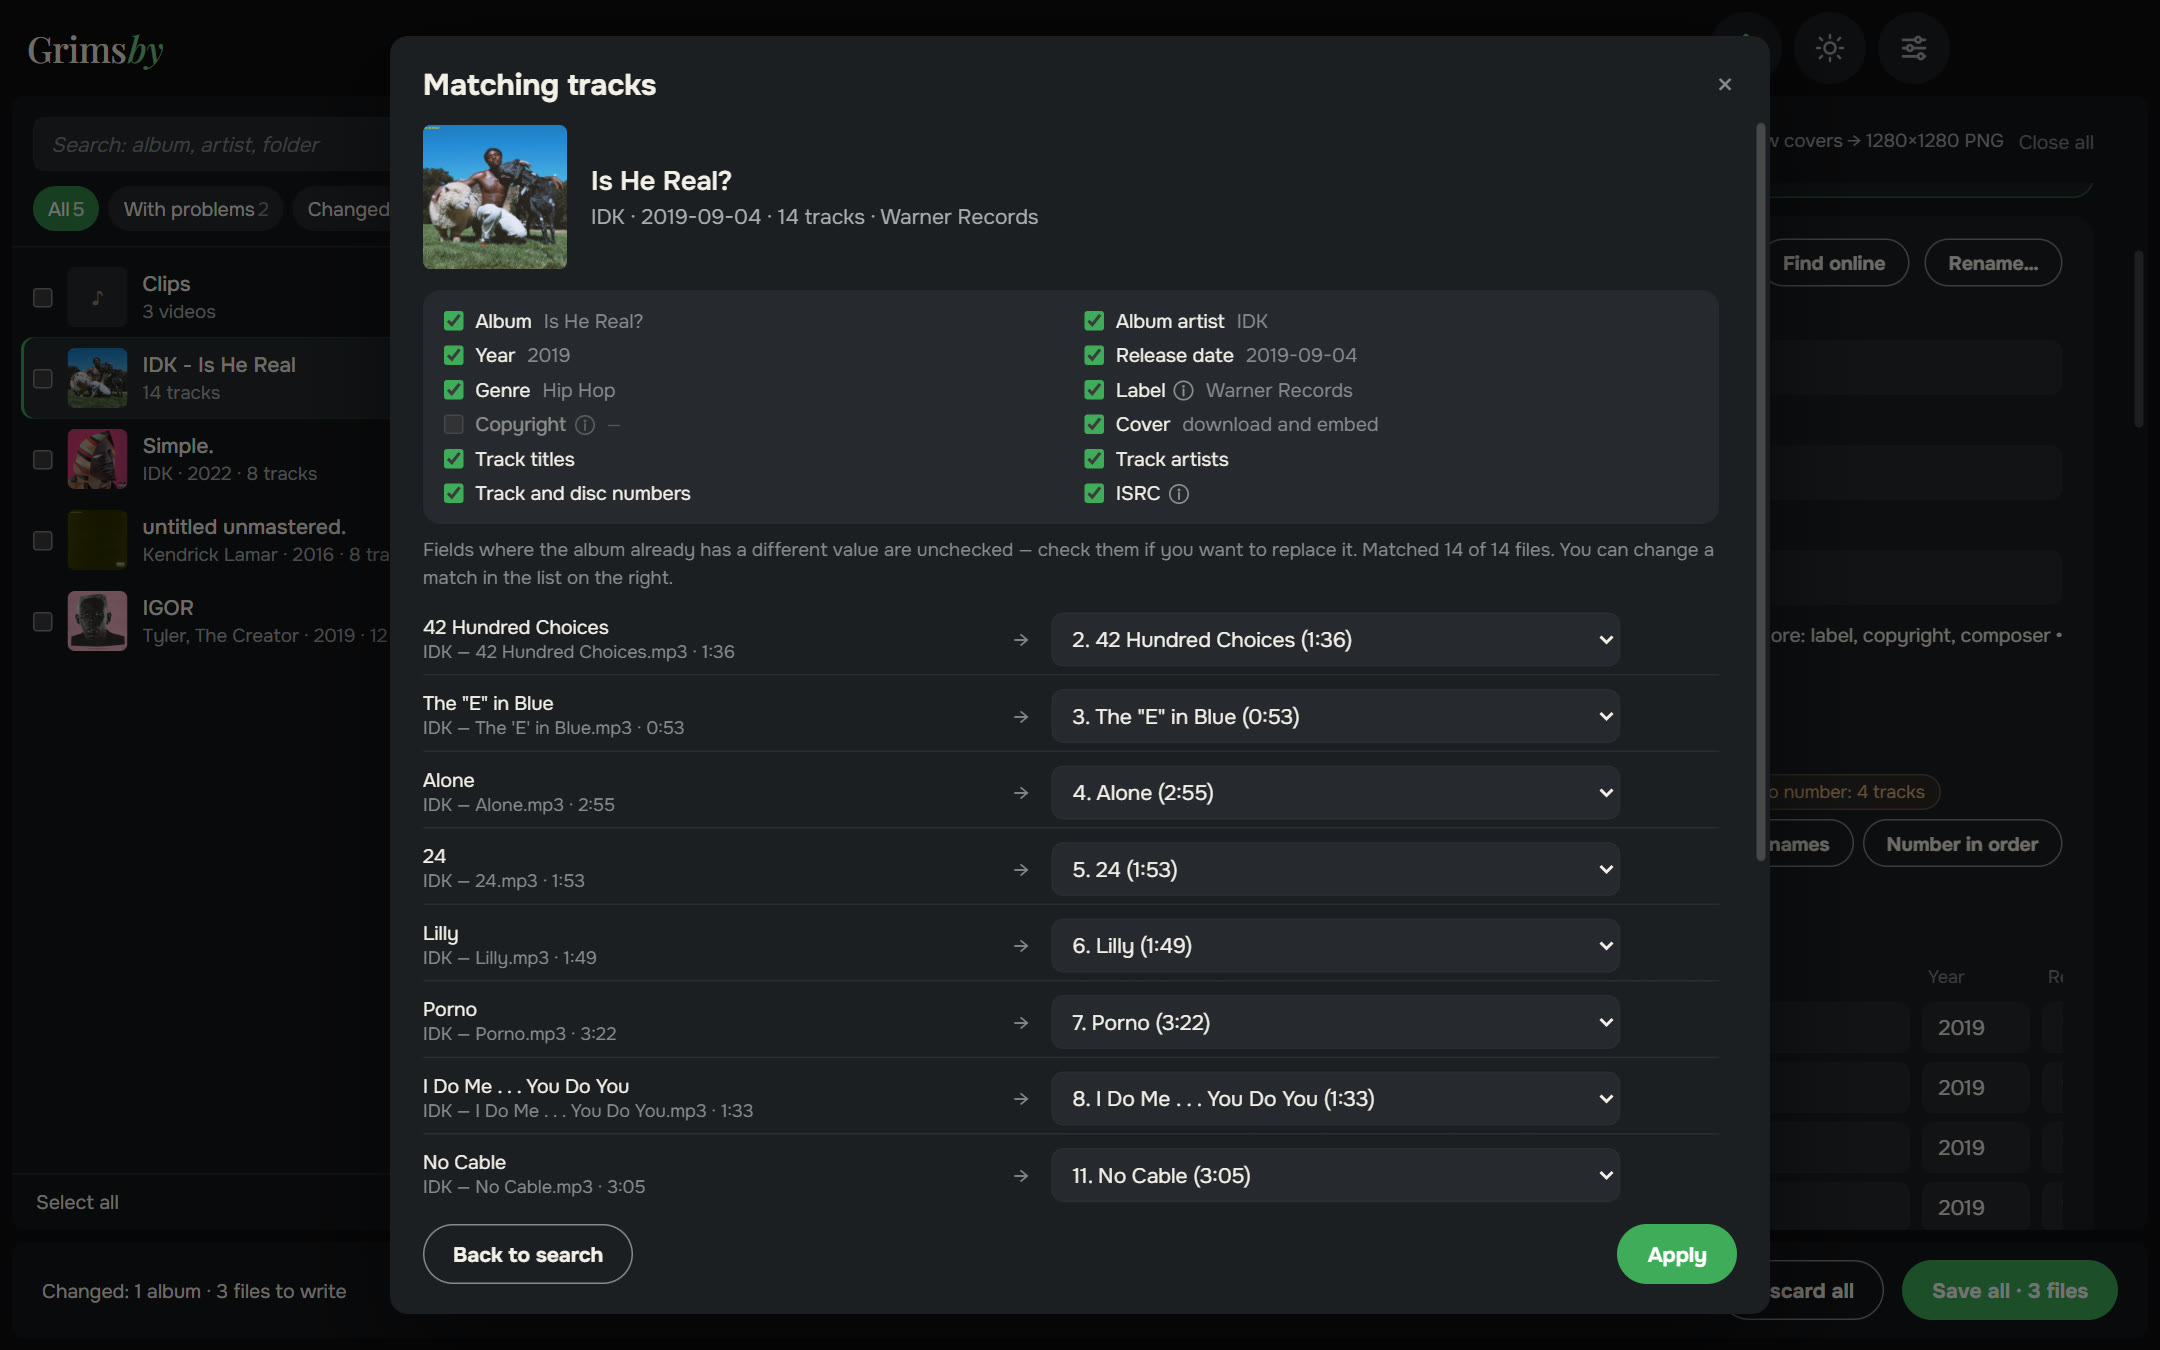 Grimsby
Search: album, artist, folder
All 5
With problems 2
Changed
Clips
3 videos
IDK - Is He Real
14 tracks
Simple.
IDK · 2022 · 8 tracks
untitled unmastered.
Kendrick Lamar · 2016 · 8 tra
IGOR
Tyler, The Creator · 2019 · 12
Select all
Changed: 1 album · 3 files to write
Matching tracks
×
Is He Real?
IDK · 2019-09-04 · 14 tracks · Warner Records
Album Is He Real?
Album artist IDK
Year 2019
Release date 2019-09-04
Genre Hip Hop
Label ⓘ Warner Records
Copyright ⓘ —
Cover download and embed
Track titles
Track artists
Track and disc numbers
ISRC ⓘ
Fields where the album already has a different value are unchecked — check them if you want to replace it. Matched 14 of 14 files. You can change a
match in the list on the right.
42 Hundred Choices
IDK — 42 Hundred Choices.mp3 · 1:36
→
2. 42 Hundred Choices (1:36)
The "E" in Blue
IDK — The 'E' in Blue.mp3 · 0:53
→
3. The "E" in Blue (0:53)
Alone
IDK — Alone.mp3 · 2:55
→
4. Alone (2:55)
24
IDK — 24.mp3 · 1:53
→
5. 24 (1:53)
Lilly
IDK — Lilly.mp3 · 1:49
→
6. Lilly (1:49)
Porno
IDK — Porno.mp3 · 3:22
→
7. Porno (3:22)
I Do Me . . . You Do You
IDK — I Do Me . . . You Do You.mp3 · 1:33
→
8. I Do Me . . . You Do You (1:33)
No Cable
IDK — No Cable.mp3 · 3:05
→
11. No Cable (3:05)
Back to search
Apply
w covers → 1280×1280 PNG
Close all
Find online
Rename...
ore: label, copyright, composer •
o number: 4 tracks
names
Number in order
Year
Re
2019
2019
2019
2019
scard all
Save all · 3 files